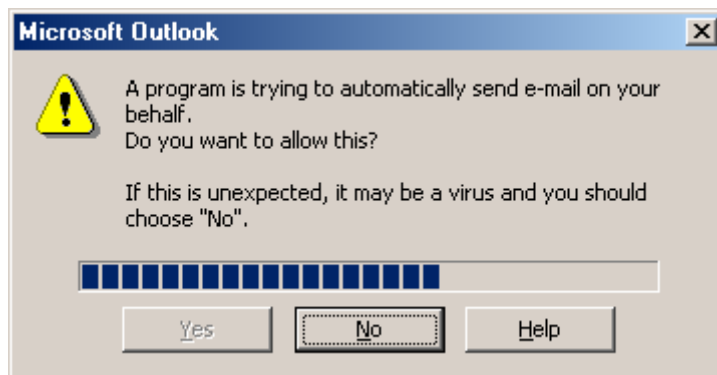 Microsoft Outlook
A program is trying to automatically send e-mail on your
behalf.
Do you want to allow this?
If this is unexpected, it may be a virus and you should
choose "No".
Yes
No
Help